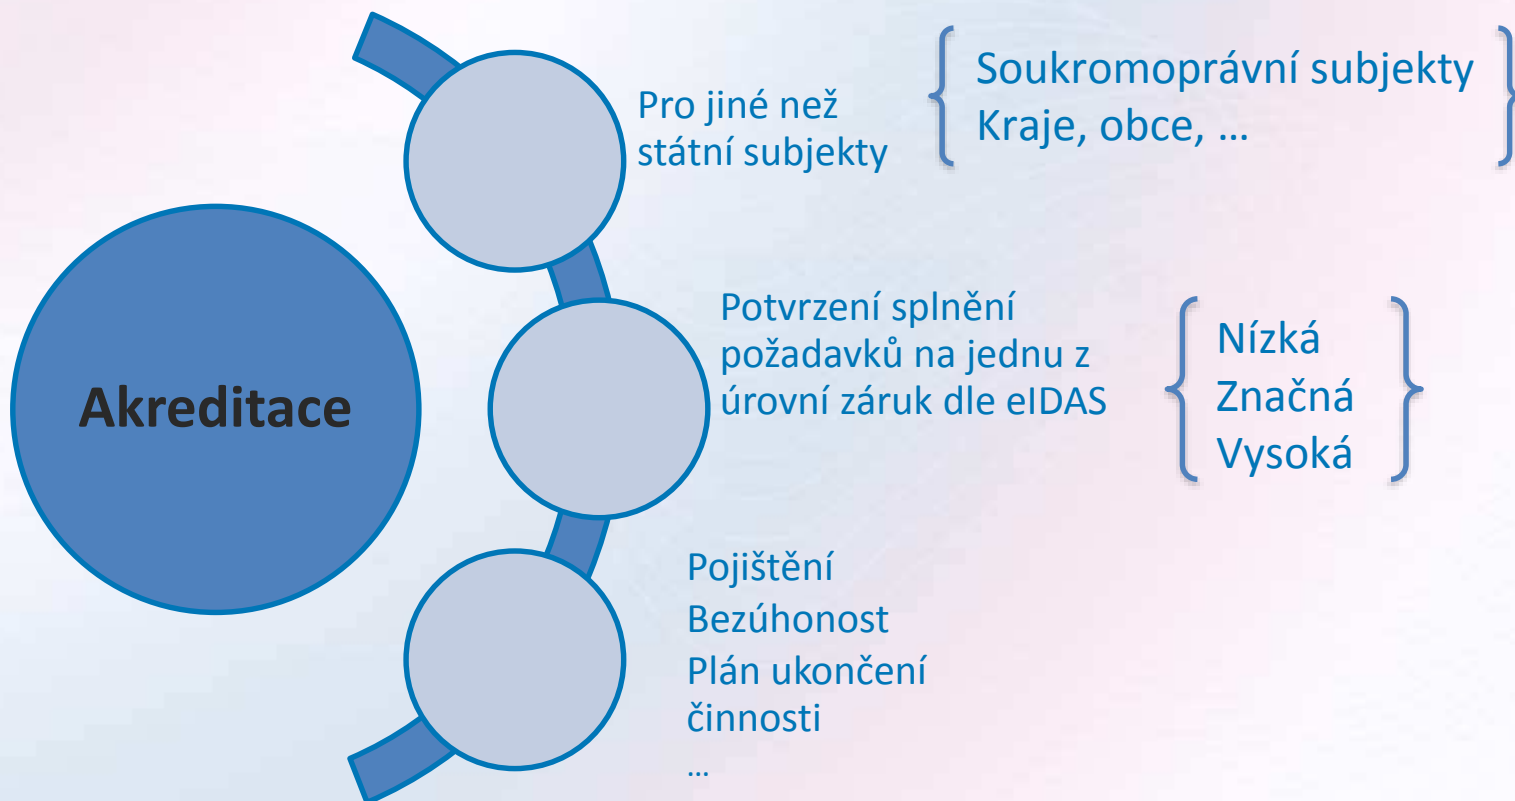 Akreditace
Pro jiné než
státní subjekty
Soukromoprávní subjekty
Kraje, obce, ...
Potvrzení splnění
požadavků na jednu z
úrovní záruk dle eIDAS
Nízká
Značná
Vysoká
Pojištění
Bezúhonost
Plán ukončení
činnosti
...